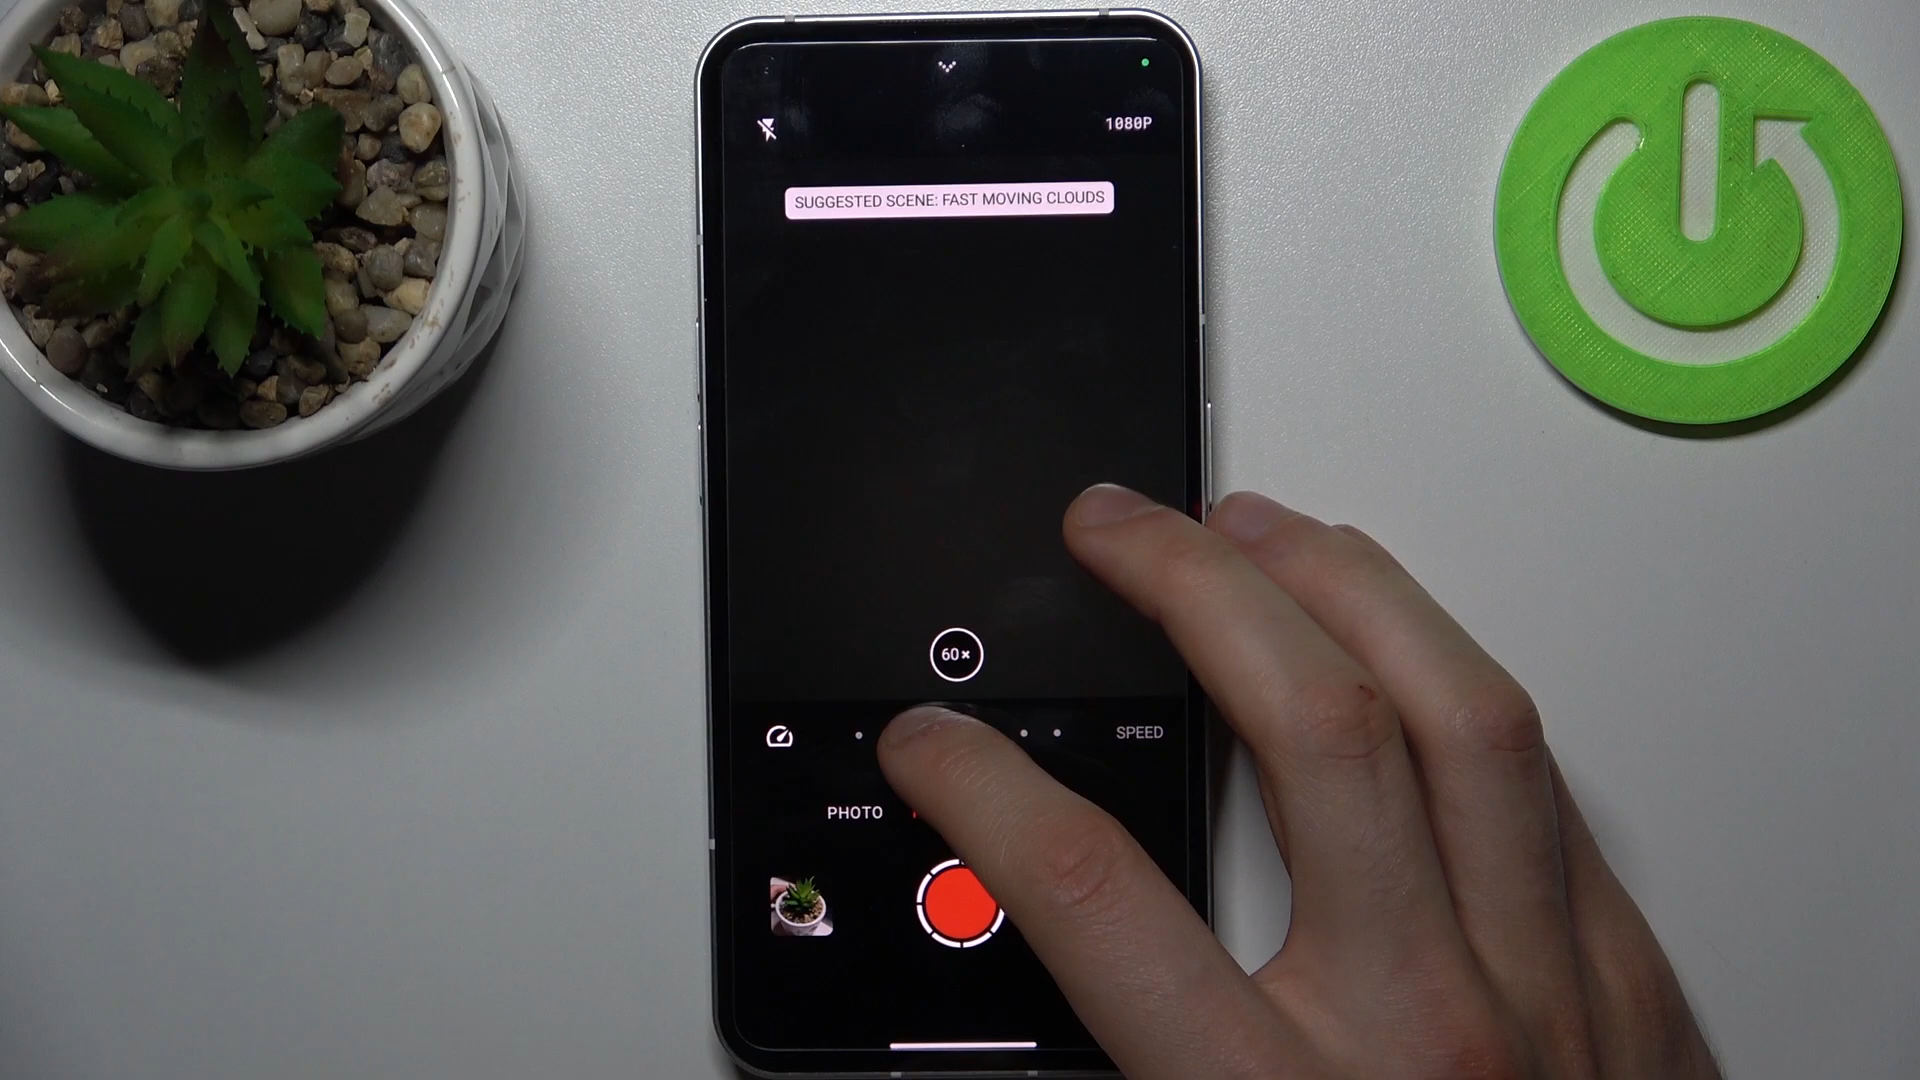 1080P
SUGGESTED SCENE: FAST MOVING CLOUDS
60×
SPEED
PHOTO